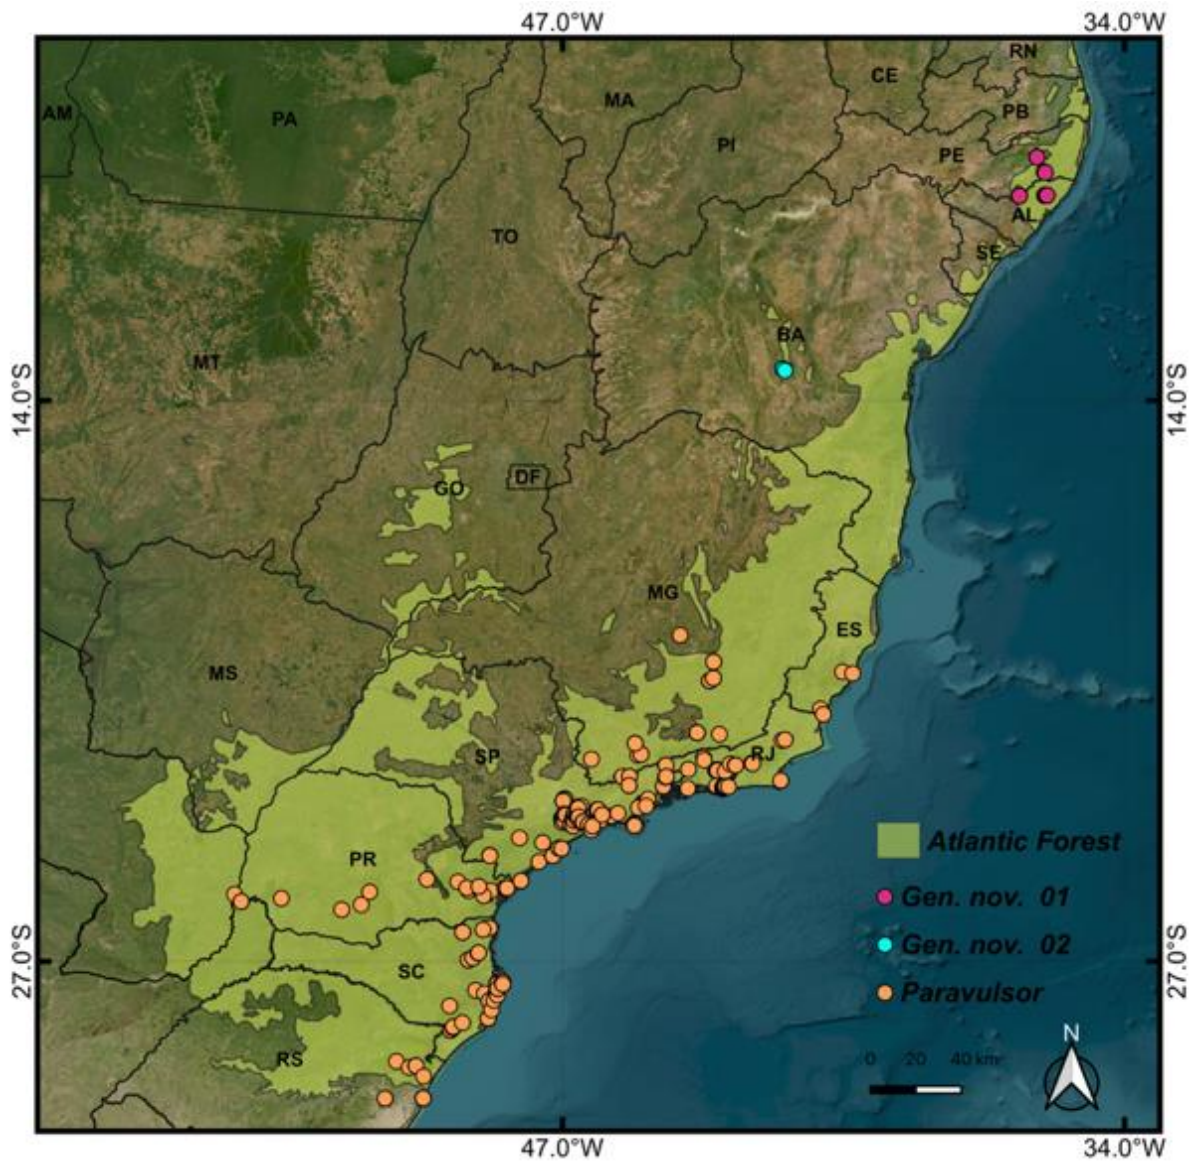 47.0°W 34.0°W
RN
CE
MA
PB
AM
PA
PI
PE
AL
TO
SE
BA
MT
14.0°S 14.0°S
DF
GO
MG
ES
MS
RJ
SP
Atlantic Forest
PR
Gen. nov. 01
Gen. nov. 02
27.0°S 27.0°S
SC
Paravulsor
N
RS
0 20 40 km
47.0°W 34.0°W